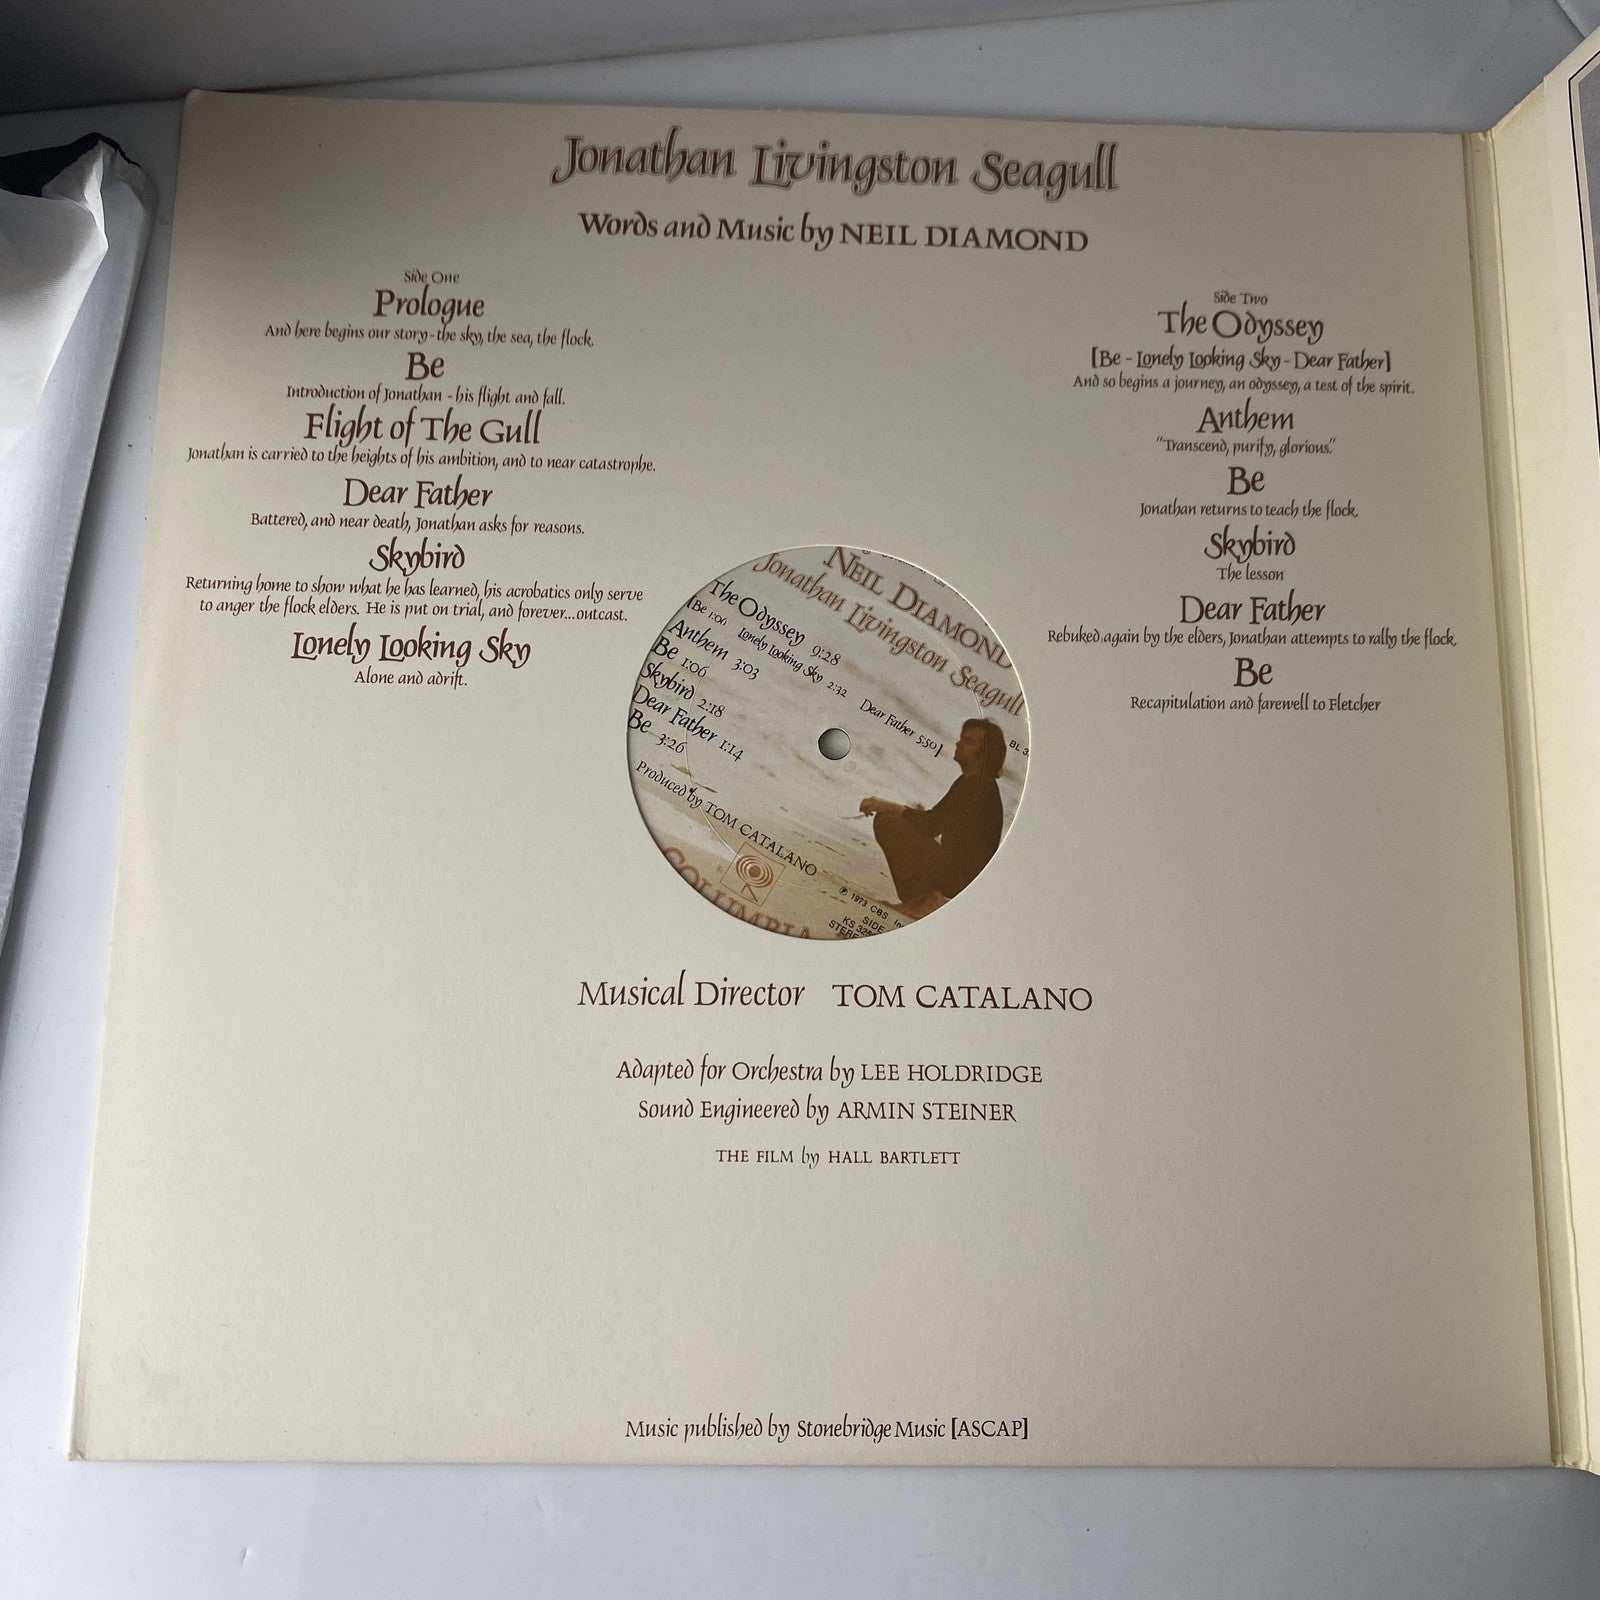 Jonathan Livingston Seagull
Words and Music by NEIL DIAMOND
Side One
Prologue
And here begins our story-the sky, the sea, the flock.
Be
Introduction of Jonathan - his flight and fall.
Flight of The Gull
Jonathan is carried to the heights of his ambition, and to near catastrophe.
Dear Father
Battered, and near death, Jonathan asks for reasons.
Skybird
Returning home to show what he has learned, his acrobatics only serve
to anger the flock elders. He is put on trial, and forever...outcast.
Lonely Looking Sky
Alone and adrift.
Side Two
The Odyssey
[Be - Lonely Looking Sky - Dear Father]
And so begins a journey, an odyssey, a test of the spirit.
Anthem
"Transcend, purify, glorious."
Be
Jonathan returns to teach the flock.
Skybird
The lesson
Dear Father
Rebuked again by the elders, Jonathan attempts to rally the flock.
Be
Recapitulation and farewell to Fletcher
NEIL DIAMOND
Jonathan Livingston Seagull
The Odyssey 9:28
[Be 1:06 Lonely Looking Sky 2:32 Dear Father 5:50]
Anthem 3:03
Be 1:06
Skybird 2:18
Dear Father 1:14
Be 3:26
Produced by TOM CATALANO
COLUMBIA
℗ 1973 CBS
SIDE
KS
BL
Musical Director TOM CATALANO
Adapted for Orchestra by LEE HOLDRIDGE
Sound Engineered by ARMIN STEINER
THE FILM by HALL BARTLETT
Music published by Stonebridge Music [ASCAP]